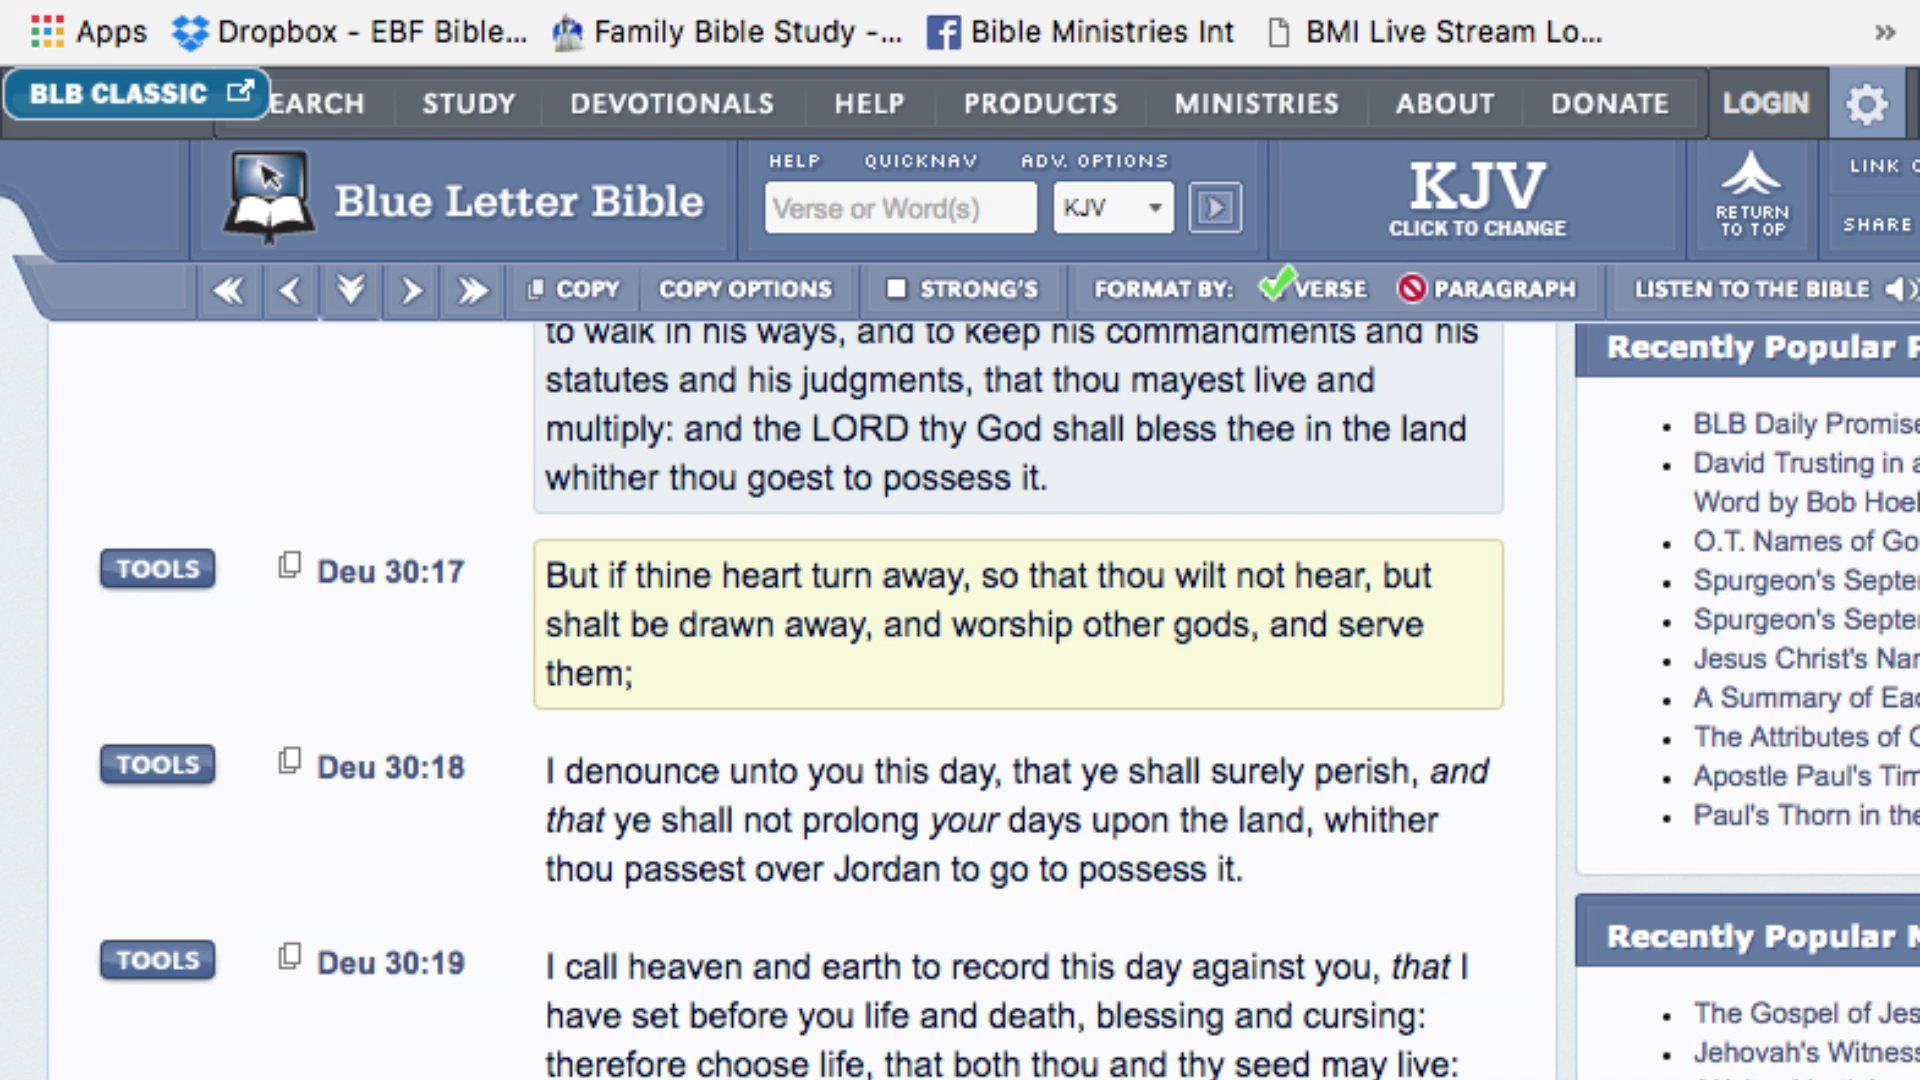 Apps Dropbox - EBF Bible... Family Bible Study -... Bible Ministries Int BMI Live Stream Lo... »
BLB CLASSIC EARCH STUDY DEVOTIONALS HELP PRODUCTS MINISTRIES ABOUT DONATE LOGIN
HELP QUICKNAV ADV. OPTIONS
Blue Letter Bible
Verse or Word(s) KJV
KJV
CLICK TO CHANGE
RETURN
TO TOP
LINK
SHARE
COPY COPY OPTIONS STRONG'S FORMAT BY: VERSE PARAGRAPH LISTEN TO THE BIBLE
to walk in his ways, and to keep his commandments and his
statutes and his judgments, that thou mayest live and
multiply: and the LORD thy God shall bless thee in the land
whither thou goest to possess it.
TOOLS Deu 30:17 But if thine heart turn away, so that thou wilt not hear, but
shalt be drawn away, and worship other gods, and serve
them;
TOOLS Deu 30:18 I denounce unto you this day, that ye shall surely perish, and
that ye shall not prolong your days upon the land, whither
thou passest over Jordan to go to possess it.
TOOLS Deu 30:19 I call heaven and earth to record this day against you, that I
have set before you life and death, blessing and cursing:
therefore choose life, that both thou and thy seed may live:
Recently Popular
• BLB Daily Promise
• David Trusting in
Word by Bob Hoe
• O.T. Names of Go
• Spurgeon's Septe
• Spurgeon's Septe
• Jesus Christ's Na
• A Summary of Ea
• The Attributes of
• Apostle Paul's Ti
• Paul's Thorn in the
Recently Popular
• The Gospel of Jes
• Jehovah's Witness